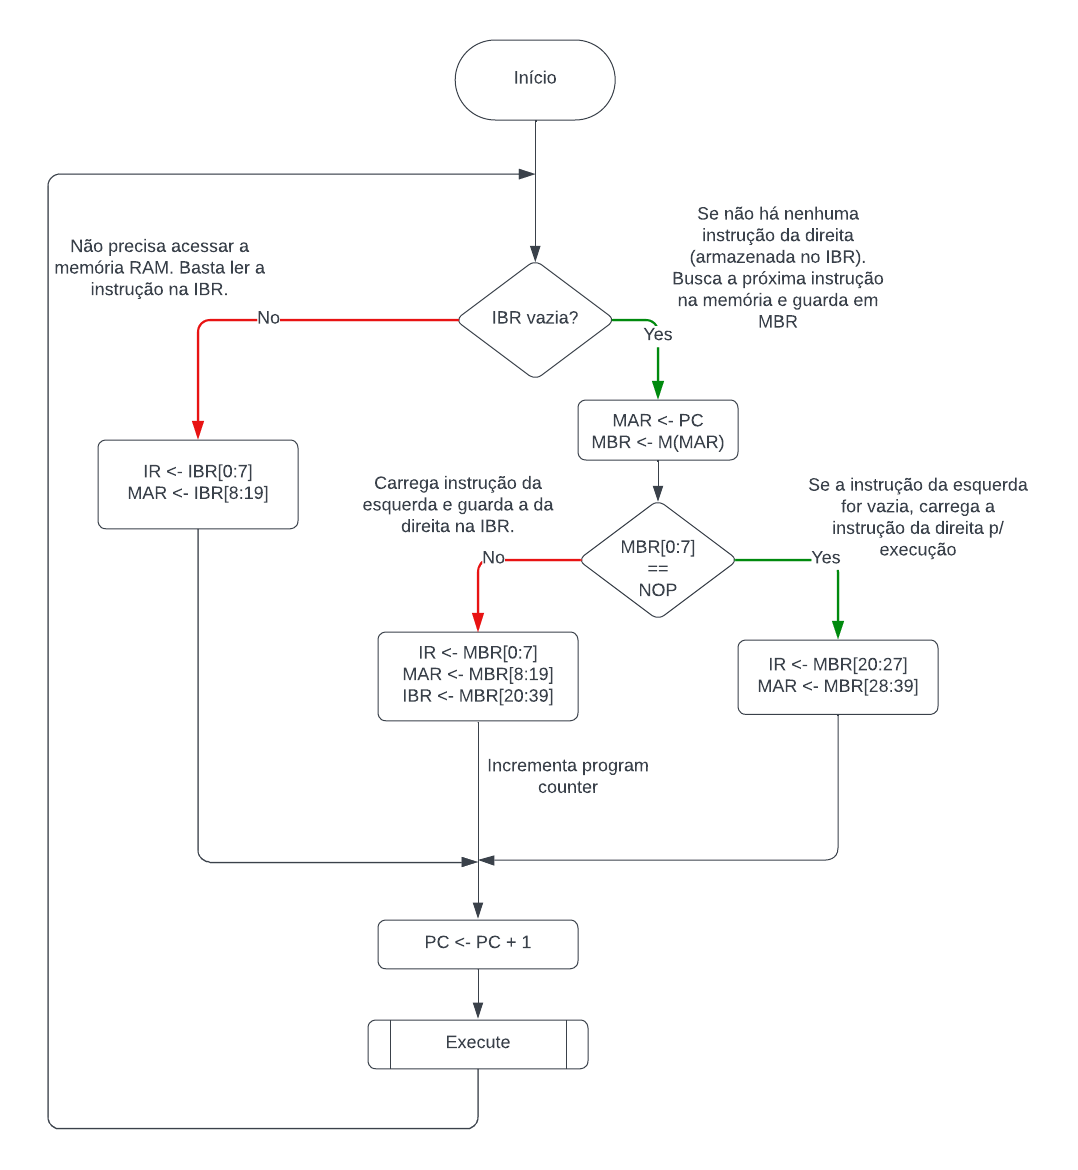 Início
Não precisa acessar a
memória RAM. Basta ler a
instrução na IBR.
Se não há nenhuma
instrução da direita
(armazenada no IBR).
Busca a próxima instrução
na memória e guarda em
MBR
No
IBR vazia?
Yes
MAR <- PC
MBR <- M(MAR)
IR <- IBR[0:7]
MAR <- IBR[8:19]
Carrega instrução da
esquerda e guarda a da
direita na IBR.
Se a instrução da esquerda
for vazia, carrega a
instrução da direita p/
execução
No
MBR[0:7]
==
NOP
Yes
IR <- MBR[0:7]
MAR <- MBR[8:19]
IBR <- MBR[20:39]
IR <- MBR[20:27]
MAR <- MBR[28:39]
Incrementa program
counter
PC <- PC + 1
Execute